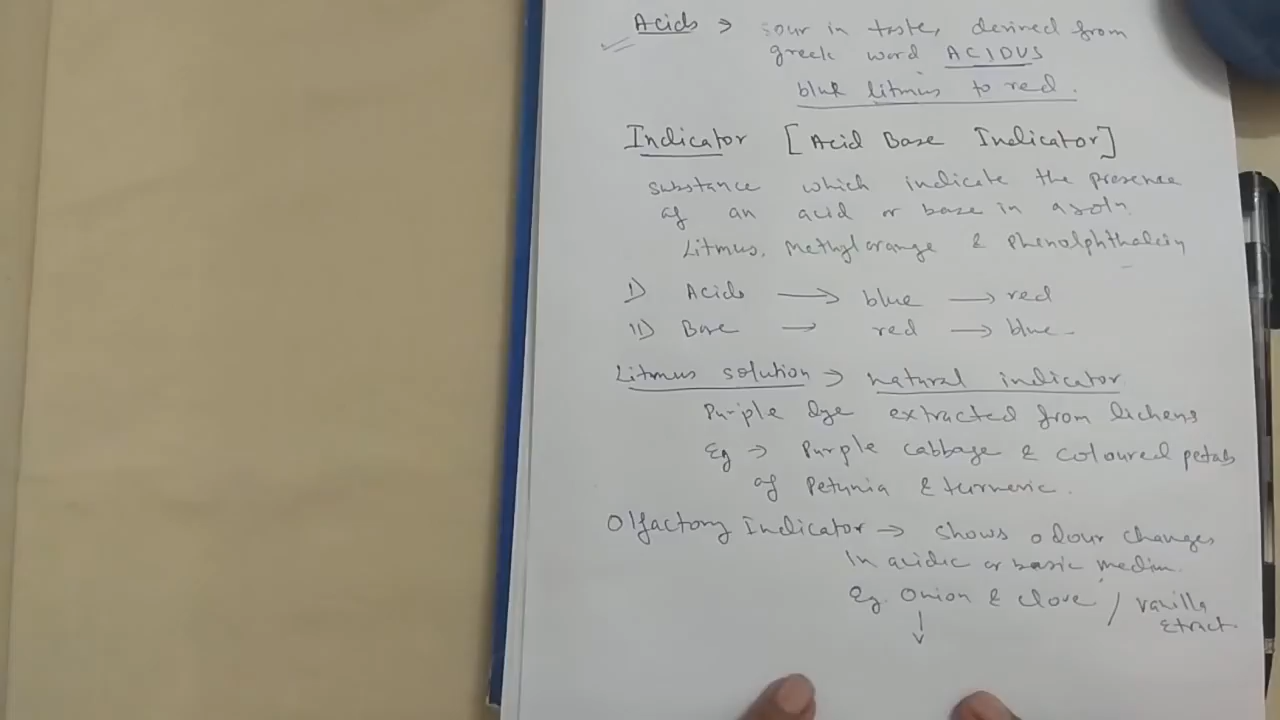 Acids → sour in taste, derived from
greek word ACIDUS
blue litmus to red.
Indicator [Acid Base Indicator]
substance which indicate the presence
of an acid or base in a soln.
Litmus, Methyl orange & Phenolphthalein
I) Acids → blue → red
II) Base → red → blue
Litmus solution → natural indicator
Purple dye extracted from lichens
Eg → Purple cabbage & coloured petals
of Petunia & turmeric.
Olfactory Indicator → shows odour changes
In acidic or basic medium.
Eg. Onion & clove / vanilla
Etract
↓